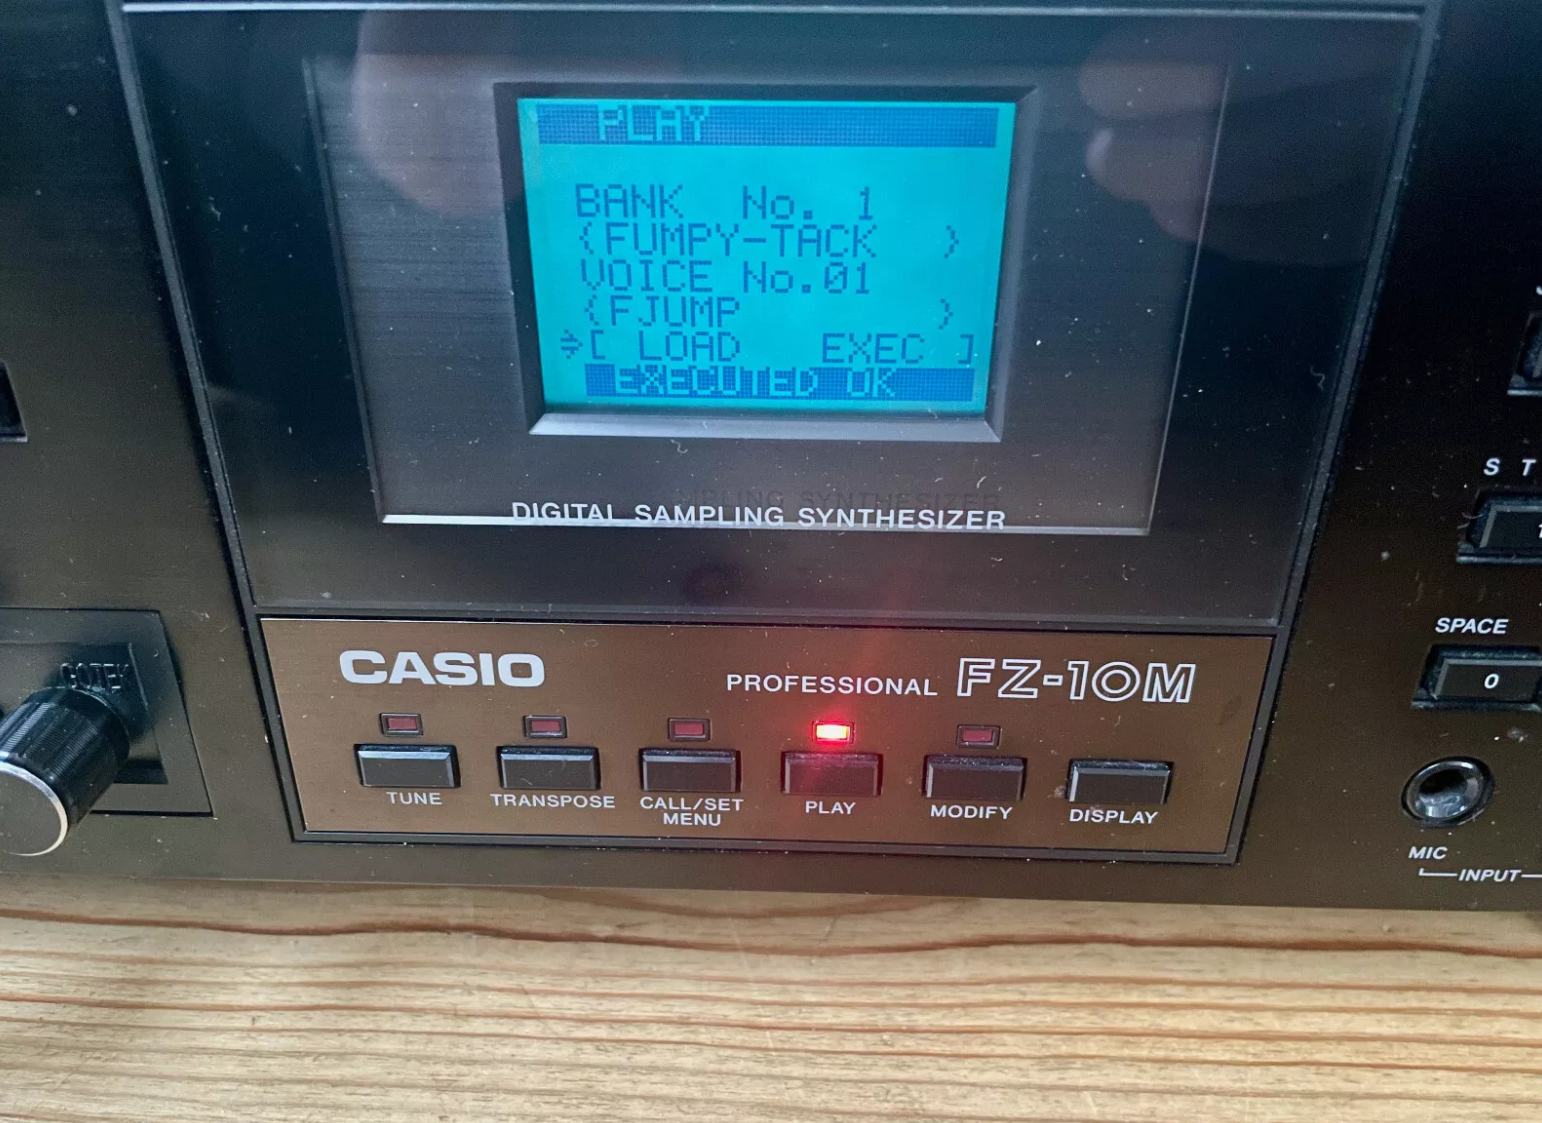 PLAY
BANK No. 1
(FUMPY-TACK )
VOICE No.01
(FJUMP )
[ LOAD EXEC ]
EXECUTED OK
DIGITAL SAMPLING SYNTHESIZER
CASIO
PROFESSIONAL FZ-10M
TUNE
TRANSPOSE
CALL/SET
MENU
PLAY
MODIFY
DISPLAY
S T
SPACE
0
MIC
INPUT
GOTEK